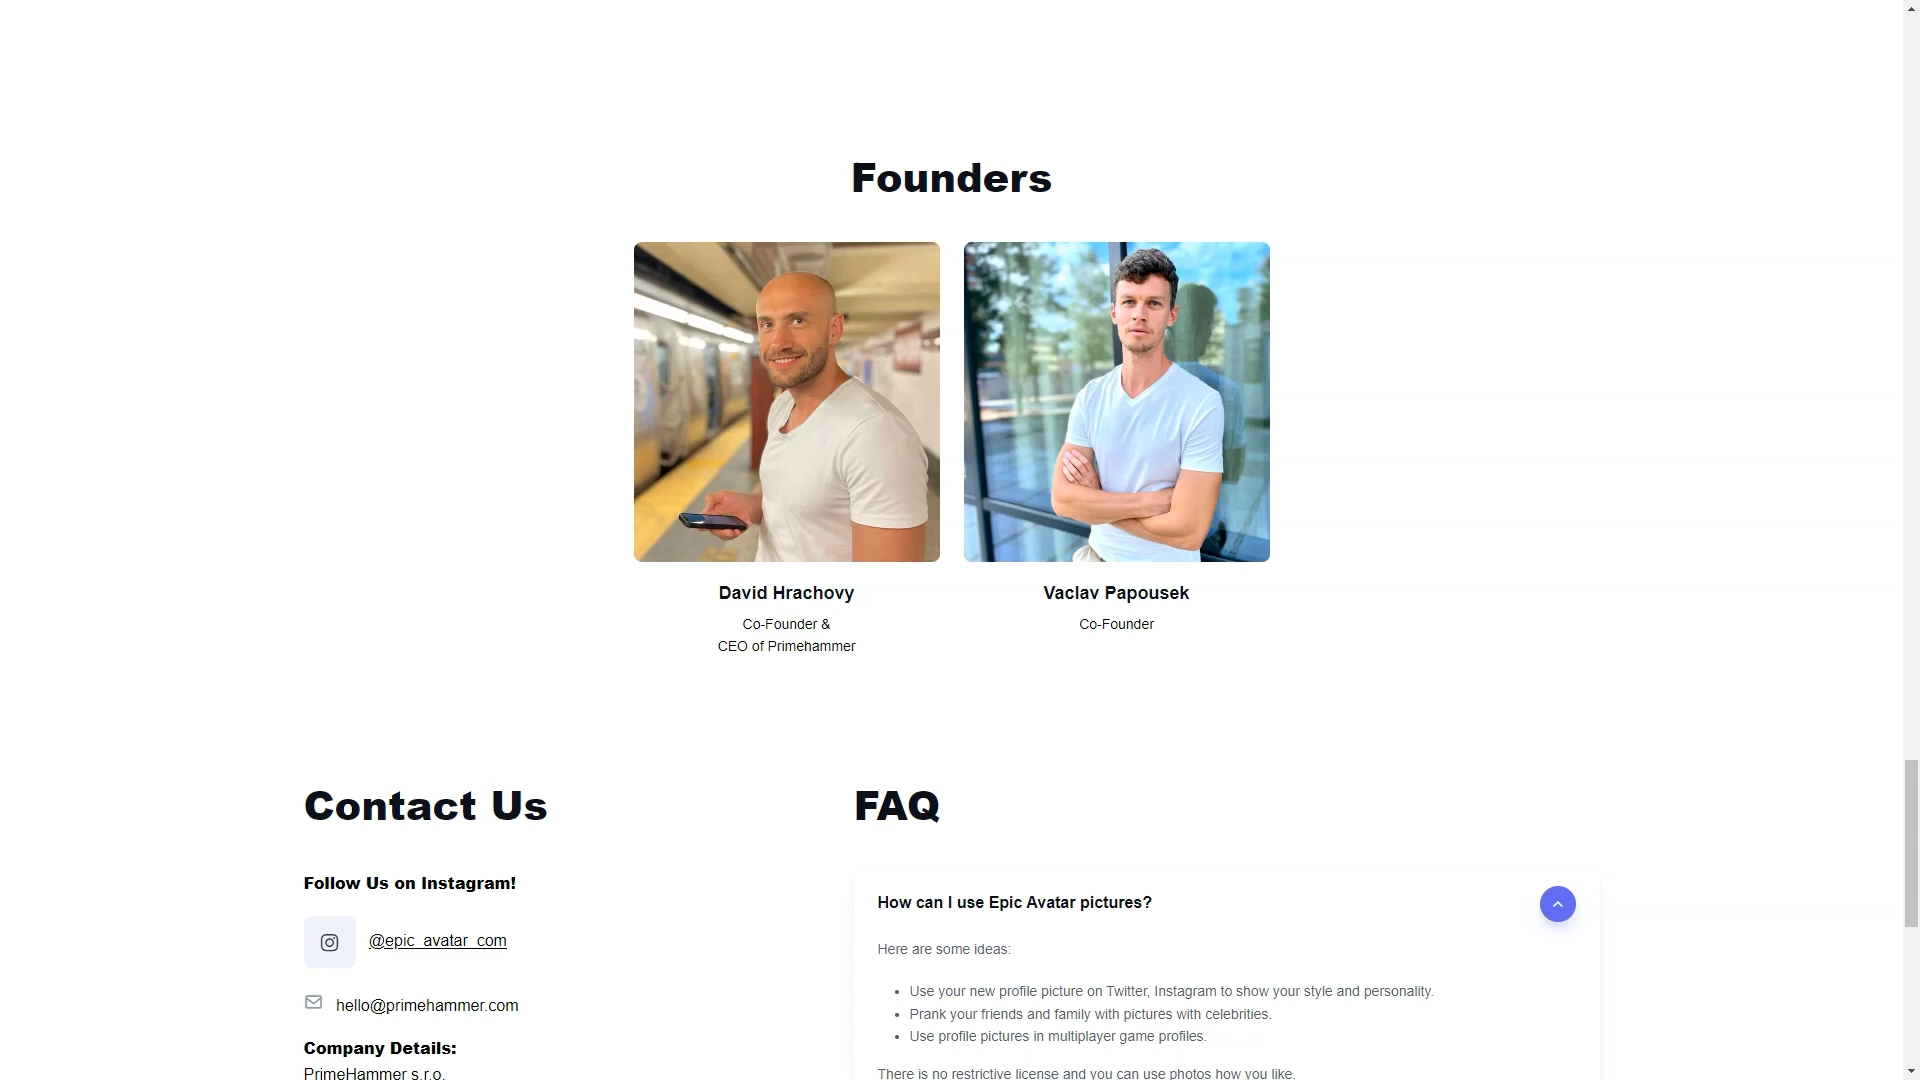 Founders
David Hrachovy
Co-Founder &
CEO of Primehammer
Vaclav Papousek
Co-Founder
Contact Us
Follow Us on Instagram!
@epic_avatar_com
hello@primehammer.com
Company Details:
PrimeHammer s.r.o.
FAQ
How can I use Epic Avatar pictures?
Here are some ideas:
• Use your new profile picture on Twitter, Instagram to show your style and personality.
• Prank your friends and family with pictures with celebrities.
• Use profile pictures in multiplayer game profiles.
There is no restrictive license and you can use photos how you like.